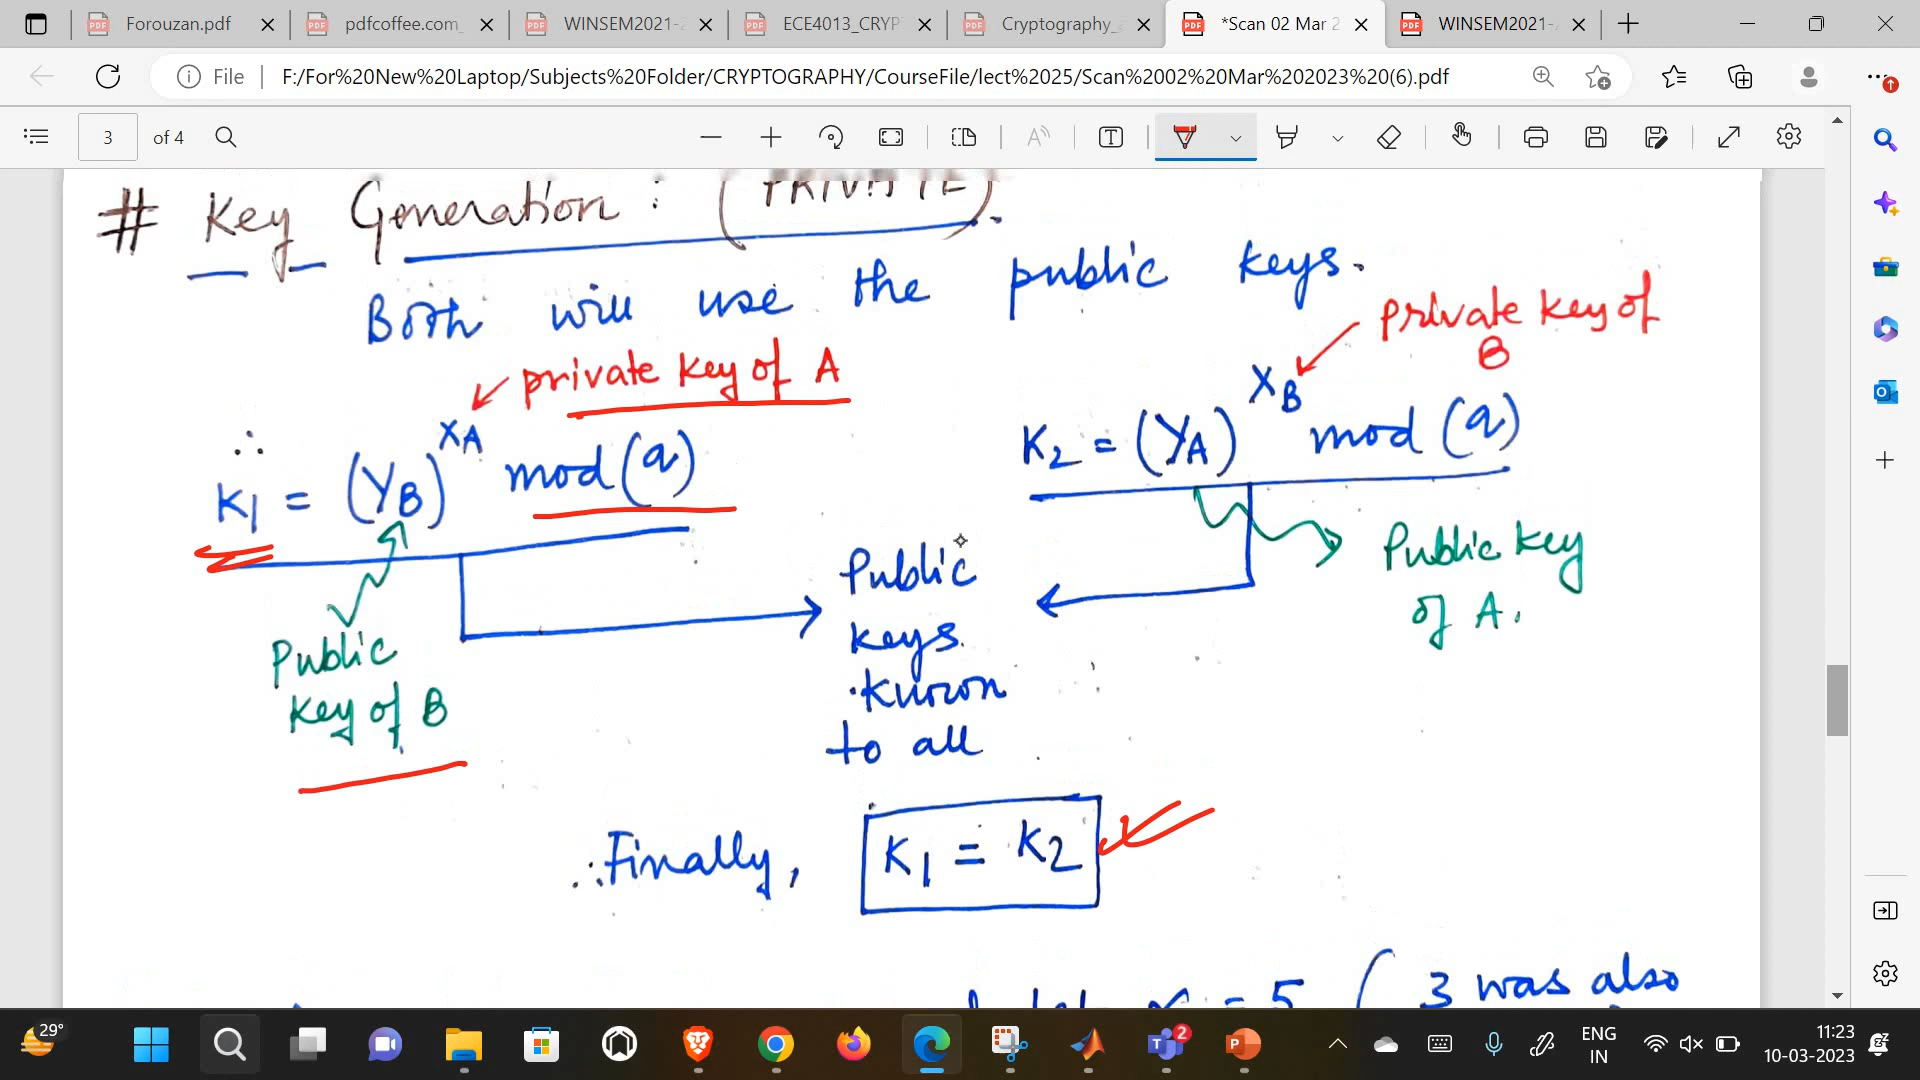 Forouzan.pdf
pdfcoffee.com_
WINSEM2021-
ECE4013_CRYP
Cryptography_
*Scan 02 Mar 2
WINSEM2021-
File
F:/For%20New%20Laptop/Subjects%20Folder/CRYPTOGRAPHY/CourseFile/lect%2025/Scan%2002%20Mar%202023%20(6).pdf
3 of 4
# Key Generation : (PRIVATE).
Both will use the public keys.
private key of A
private key of B
∴ K1 = (YB)^XA mod (q)
K2 = (YA)^XB mod (q)
Public key of B
Public
keys.
.known
to all
Public key
of A.
∴ Finally, K1 = K2
= 5 ( 3 was also
29°
2
ENG
IN
11:23
10-03-2023